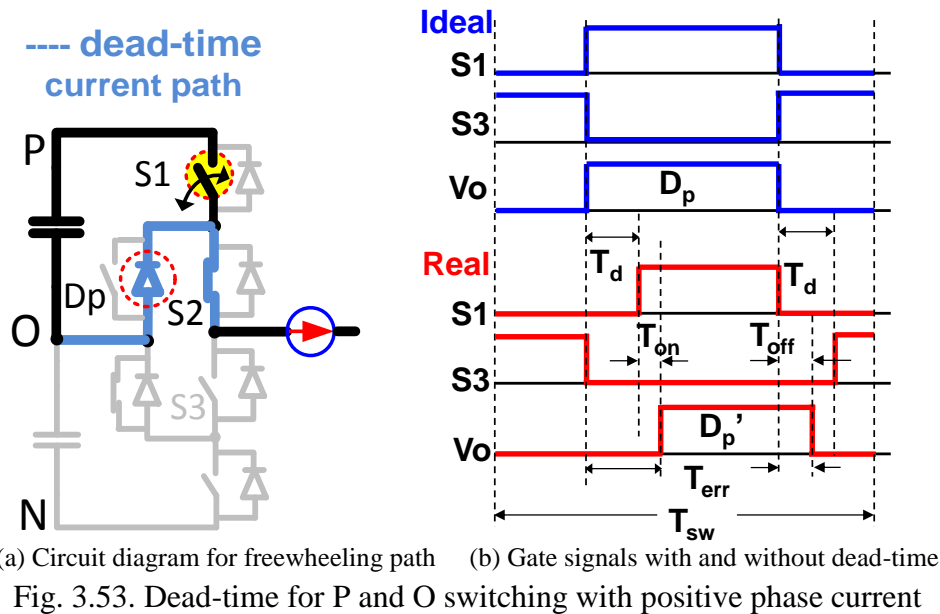 ---- dead-time
current path
P
S1
Dp
S2
O
S3
N
Ideal
S1
S3
Vo
Dp
Real
Td
Td
S1
Ton
Toff
S3
Dp’
Vo
Terr
Tsw
(a) Circuit diagram for freewheeling path
(b) Gate signals with and without dead-time
Fig. 3.53. Dead-time for P and O switching with positive phase current